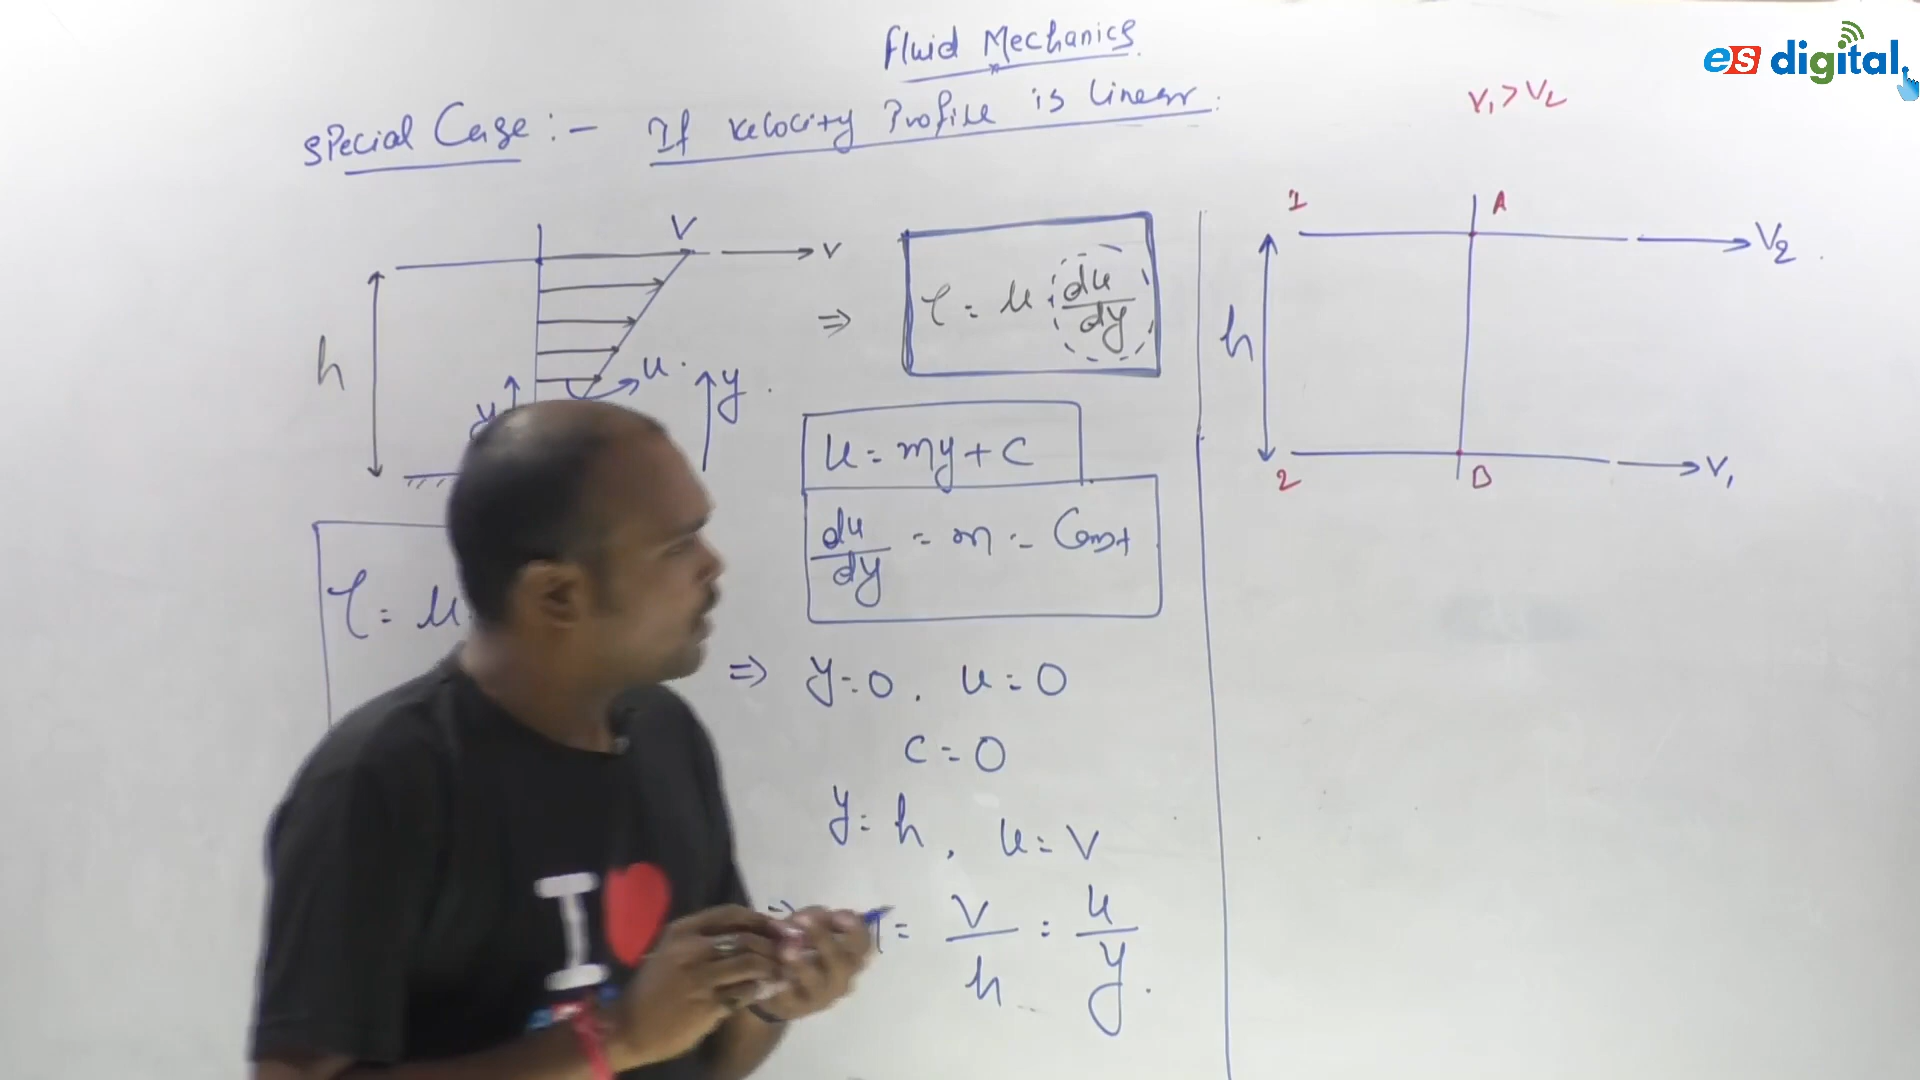 Fluid Mechanics
es digital
Special Case :- If velocity Profile is linear :
V₁ > V₂
V
V
h
u
y
y
⇒ τ = μ du/dy
u = my + c
du/dy = m = Const
τ = μ
⇒ y = 0 , u = 0
c = 0
y = h , u = V
⇒ = V/h = u/y
1
A
V₂
h
2
B
V₁
I